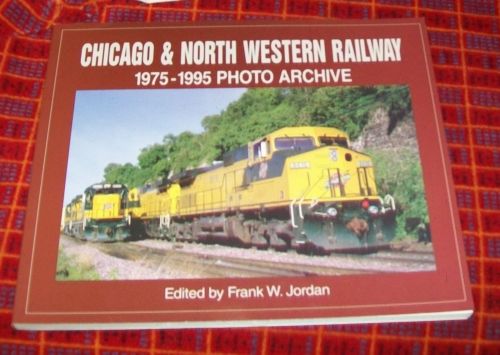 CHICAGO & NORTH WESTERN RAILWAY
1975-1995 PHOTO ARCHIVE
Edited by Frank W. Jordan